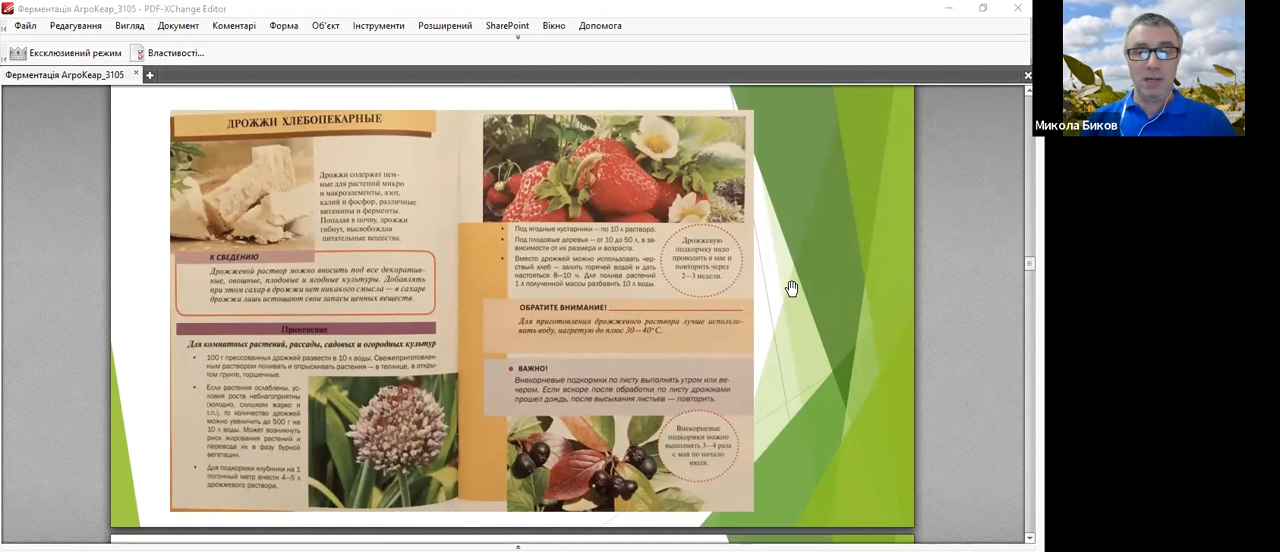 Ферментація АгроКеар_3105 - PDF-XChange Editor
Файл Редагування Вигляд Документ Коментарі Форма Об'єкт Інструменти Розширений SharePoint Вікно Допомога
Ексклюзивний режим Властивості...
Ферментація АгроКеар_3105
Микола Биков
ДРОЖЖИ ХЛЕБОПЕКАРНЫЕ
Дрожжи содержат цен-
ные для растений микро
и макроэлементы, азот,
калий и фосфор, различные
витамины и ферменты.
Попадая в почву, дрожжи
гибнут, высвобождая
питательные вещества.
К СВЕДЕНИЮ
Дрожжевой раствор можно вносить под все декоратив-
ные, овощные, плодовые и ягодные культуры. Добавлять
при этом сахар в дрожжи нет никакого смысла — в сахаре
дрожжи лишь истощают свои запасы ценных веществ.
Применение
Для комнатных растений, рассады, садовых и огородных культур
• 100 г прессованных дрожжей развести в 10 л воды. Свежеприготовлен-
ным раствором поливать и опрыскивать растения — в теплице, в откры-
том грунте, горшечные.
• Если растения ослаблены, ус-
ловия роста неблагоприятны
(холодно, слишком жарко и
т.п.), то количество дрожжей
можно увеличить до 500 г на
10 л воды. Может возникнуть
риск жирования растений и
перевода их в фазу бурной
вегетации.
• Для подкормки клубники на 1
погонный метр внести 4–5 л
дрожжевого раствора.
• Под ягодные кустарники – по 10 л раствора.
• Под плодовые деревья – от 10 до 50 л, в за-
висимости от их размера и возраста.
• Вместо дрожжей можно использовать чер-
ствый хлеб – залить горячей водой и дать
настояться 8–10 ч. Для полива растений
1 л полученной массы разбавить 10 л воды.
Дрожжевую
подкормку надо
проводить в мае и
повторить через
2–3 недели.
ОБРАТИТЕ ВНИМАНИЕ!
Для приготовления дрожжевого раствора лучше использо-
вать воду, нагретую до плюс 30—40°С.
• ВАЖНО!
Внекорневые подкормки по листу выполнять утром или ве-
чером. Если вскоре после обработки по листу дрожжами
прошел дождь, после высыхания листьев — повторить.
Внекорневые
подкормки можно
выполнять 3–4 раза
с мая по начало
июля.